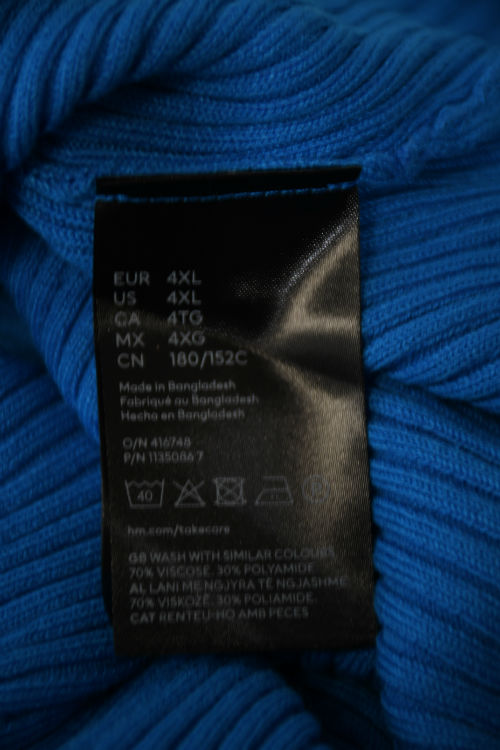 EUR 4XL
US 4XL
CA 4TG
MX 4XG
CN 180/152C
Made in Bangladesh
Fabriqué au Bangladesh
Hecho en Bangladesh
O/N 416748
P/N 1135086 7
40
hm.com/takecare
GB WASH WITH SIMILAR COLOURS
70% VISCOSE, 30% POLYAMIDE
AL LANI ME NGJYRA TË NGJASHME
70% VISKOZË, 30% POLIAMIDE,
CAT RENTEU-HO AMB PECES